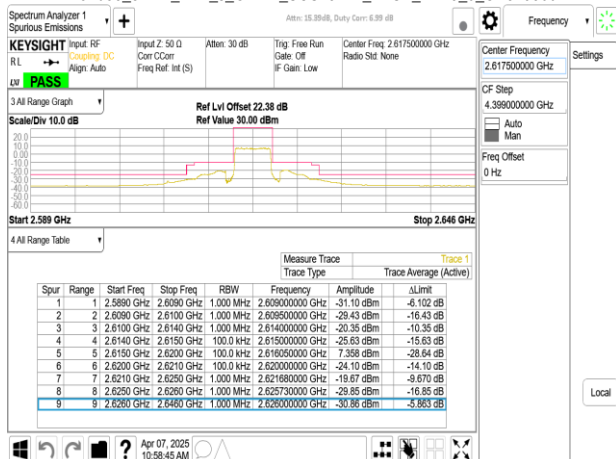 Spectrum Analyzer 1
Spurious Emissions
Attn: 15.39dB, Duty Corr: 6.99 dB
Frequency
KEYSIGHT
RL
Input: RF
Coupling: DC
Align: Auto
Input Z: 50 Ω
Corr CCorr
Freq Ref: Int (S)
Atten: 30 dB
Trig: Free Run
Gate: Off
IF Gain: Low
Center Freq: 2.617500000 GHz
Radio Std: None
PASS
Center Frequency
2.617500000 GHz
Settings
CF Step
4.399000000 GHz
Auto
Man
Freq Offset
0 Hz
Local
3 All Range Graph
Scale/Div 10.0 dB
Ref Lvl Offset 22.38 dB
Ref Value 30.00 dBm
20.0
10.0
0.00
-10.0
-20.0
-30.0
-40.0
-50.0
-60.0
Start 2.589 GHz
Stop 2.646 GHz
4 All Range Table
Measure Trace Trace 1
Trace Type Trace Average (Active)
Spur Range Start Freq Stop Freq RBW Frequency Amplitude ΔLimit
1 1 2.5890 GHz 2.6090 GHz 1.000 MHz 2.609000000 GHz -31.10 dBm -6.102 dB
2 2 2.6090 GHz 2.6100 GHz 1.000 MHz 2.609500000 GHz -29.43 dBm -16.43 dB
3 3 2.6100 GHz 2.6140 GHz 1.000 MHz 2.614000000 GHz -20.35 dBm -10.35 dB
4 4 2.6140 GHz 2.6150 GHz 100.0 kHz 2.615000000 GHz -25.63 dBm -15.63 dB
5 5 2.6150 GHz 2.6200 GHz 100.0 kHz 2.616050000 GHz 7.358 dBm -28.64 dB
6 6 2.6200 GHz 2.6210 GHz 100.0 kHz 2.620000000 GHz -24.10 dBm -14.10 dB
7 7 2.6210 GHz 2.6250 GHz 1.000 MHz 2.621680000 GHz -19.67 dBm -9.670 dB
8 8 2.6250 GHz 2.6260 GHz 1.000 MHz 2.625730000 GHz -29.85 dBm -16.85 dB
9 9 2.6260 GHz 2.6460 GHz 1.000 MHz 2.626000000 GHz -30.86 dBm -5.863 dB
Apr 07, 2025
10:58:45 AM